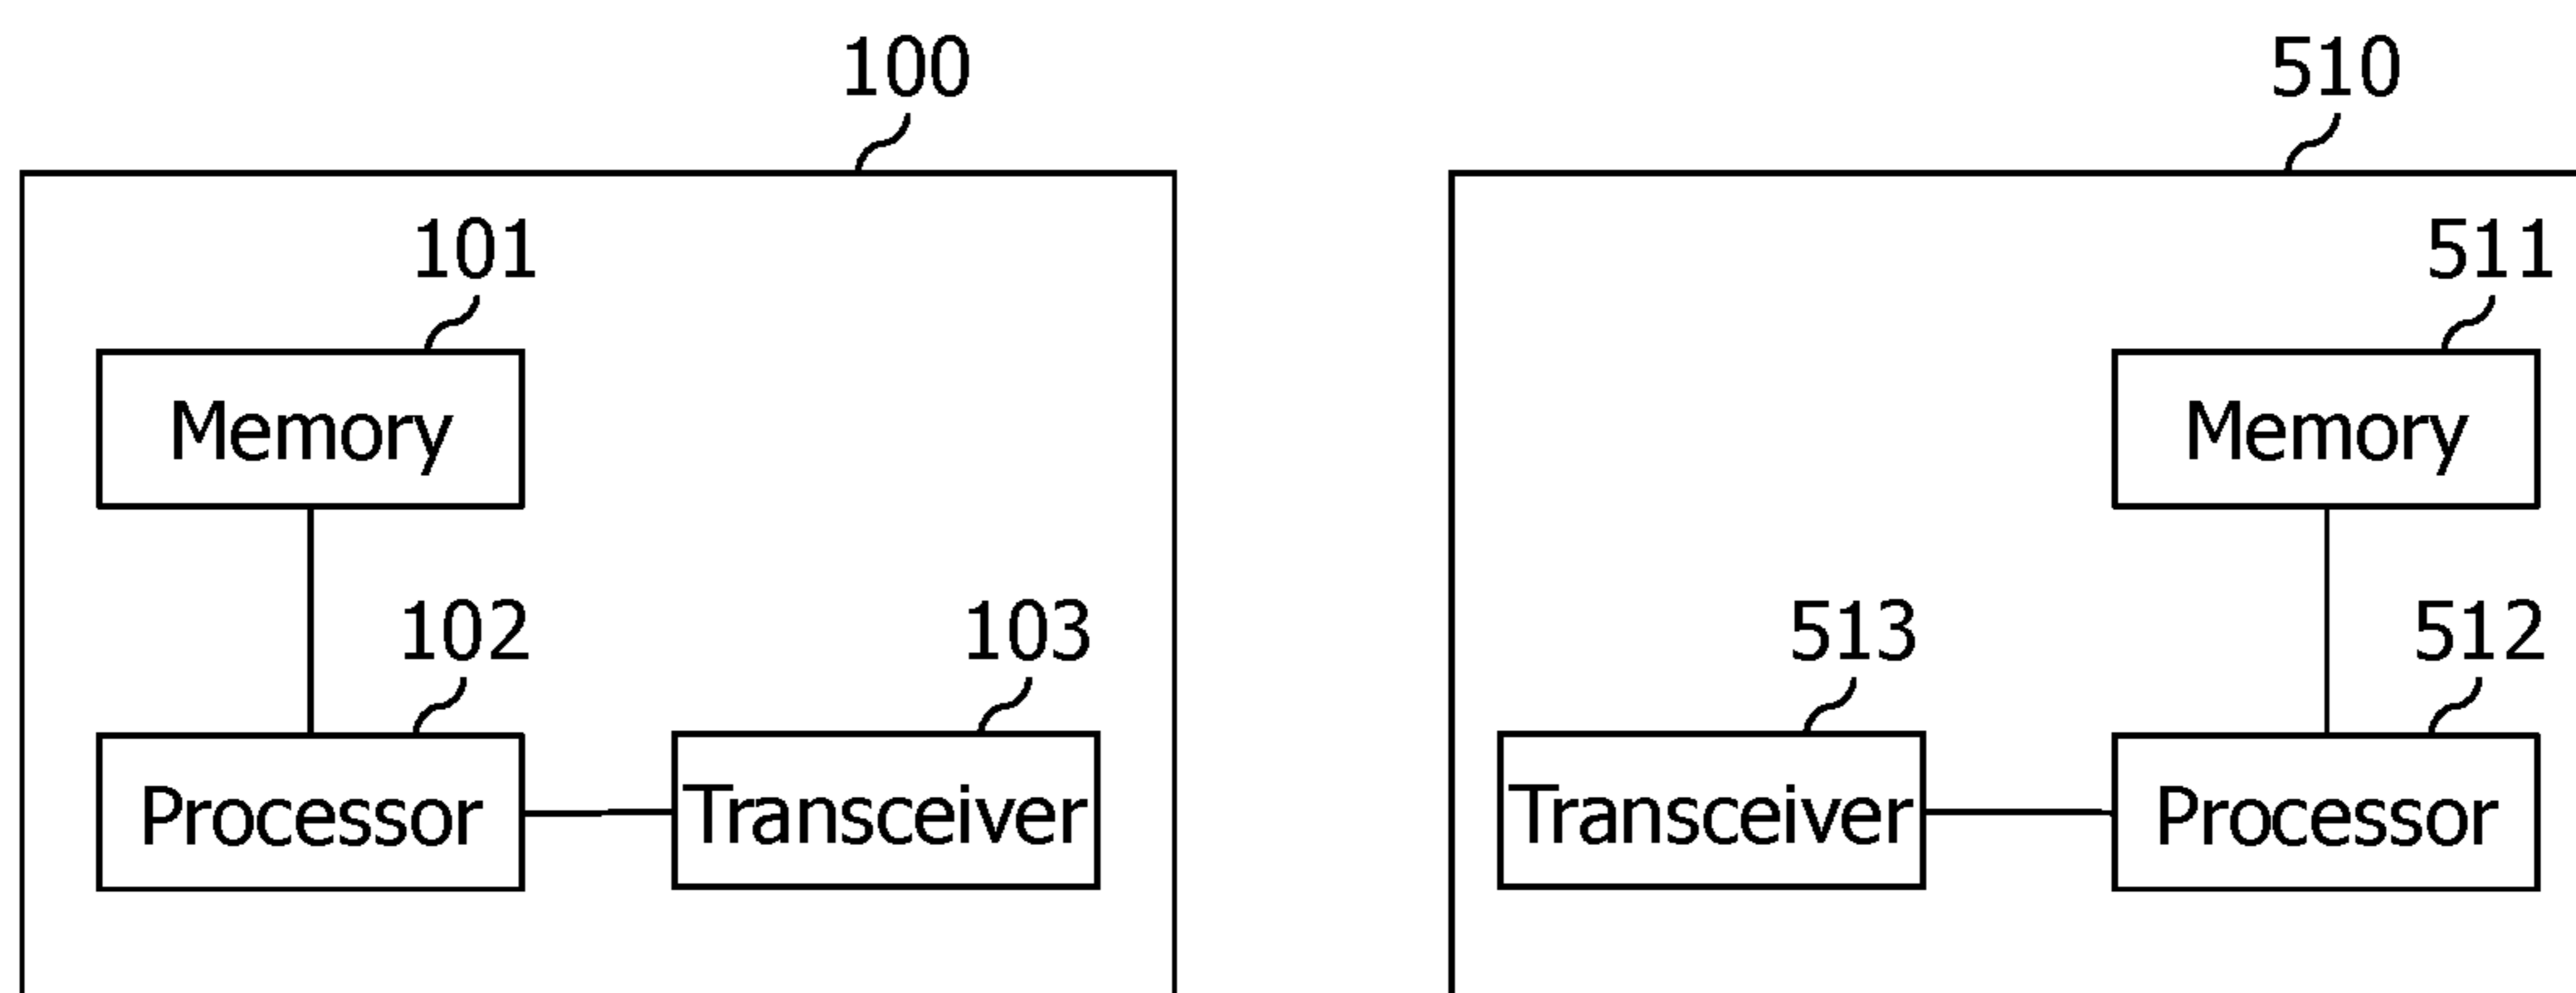 100
510
101
511
Memory
Memory
102
103
513
512
Processor
Transceiver
Transceiver
Processor